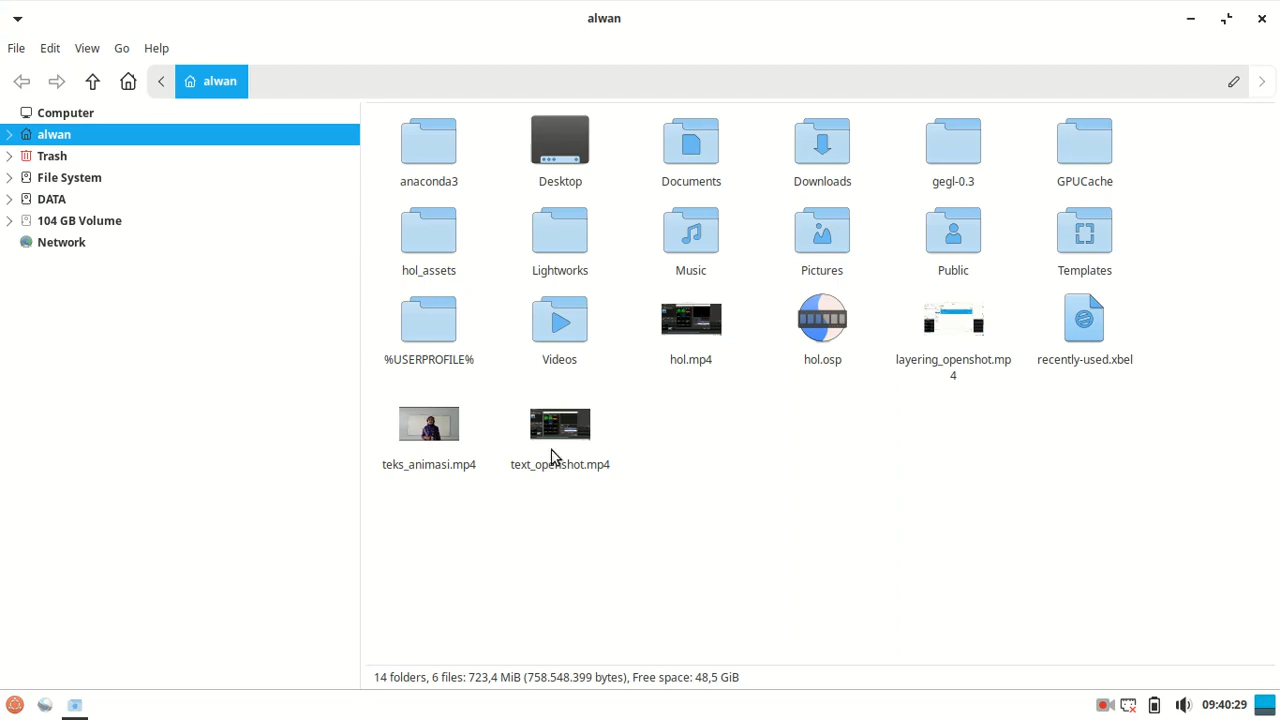 alwan
File Edit View Go Help
alwan
Computer
alwan
Trash
File System
DATA
104 GB Volume
Network
anaconda3 Desktop Documents Downloads gegl-0.3 GPUCache
hol_assets Lightworks Music Pictures Public Templates
%USERPROFILE% Videos hol.mp4 hol.osp layering_openshot.mp recently-used.xbel
4
teks_animasi.mp4 text_openshot.mp4
14 folders, 6 files: 723,4 MiB (758.548.399 bytes), Free space: 48,5 GiB
09:40:29